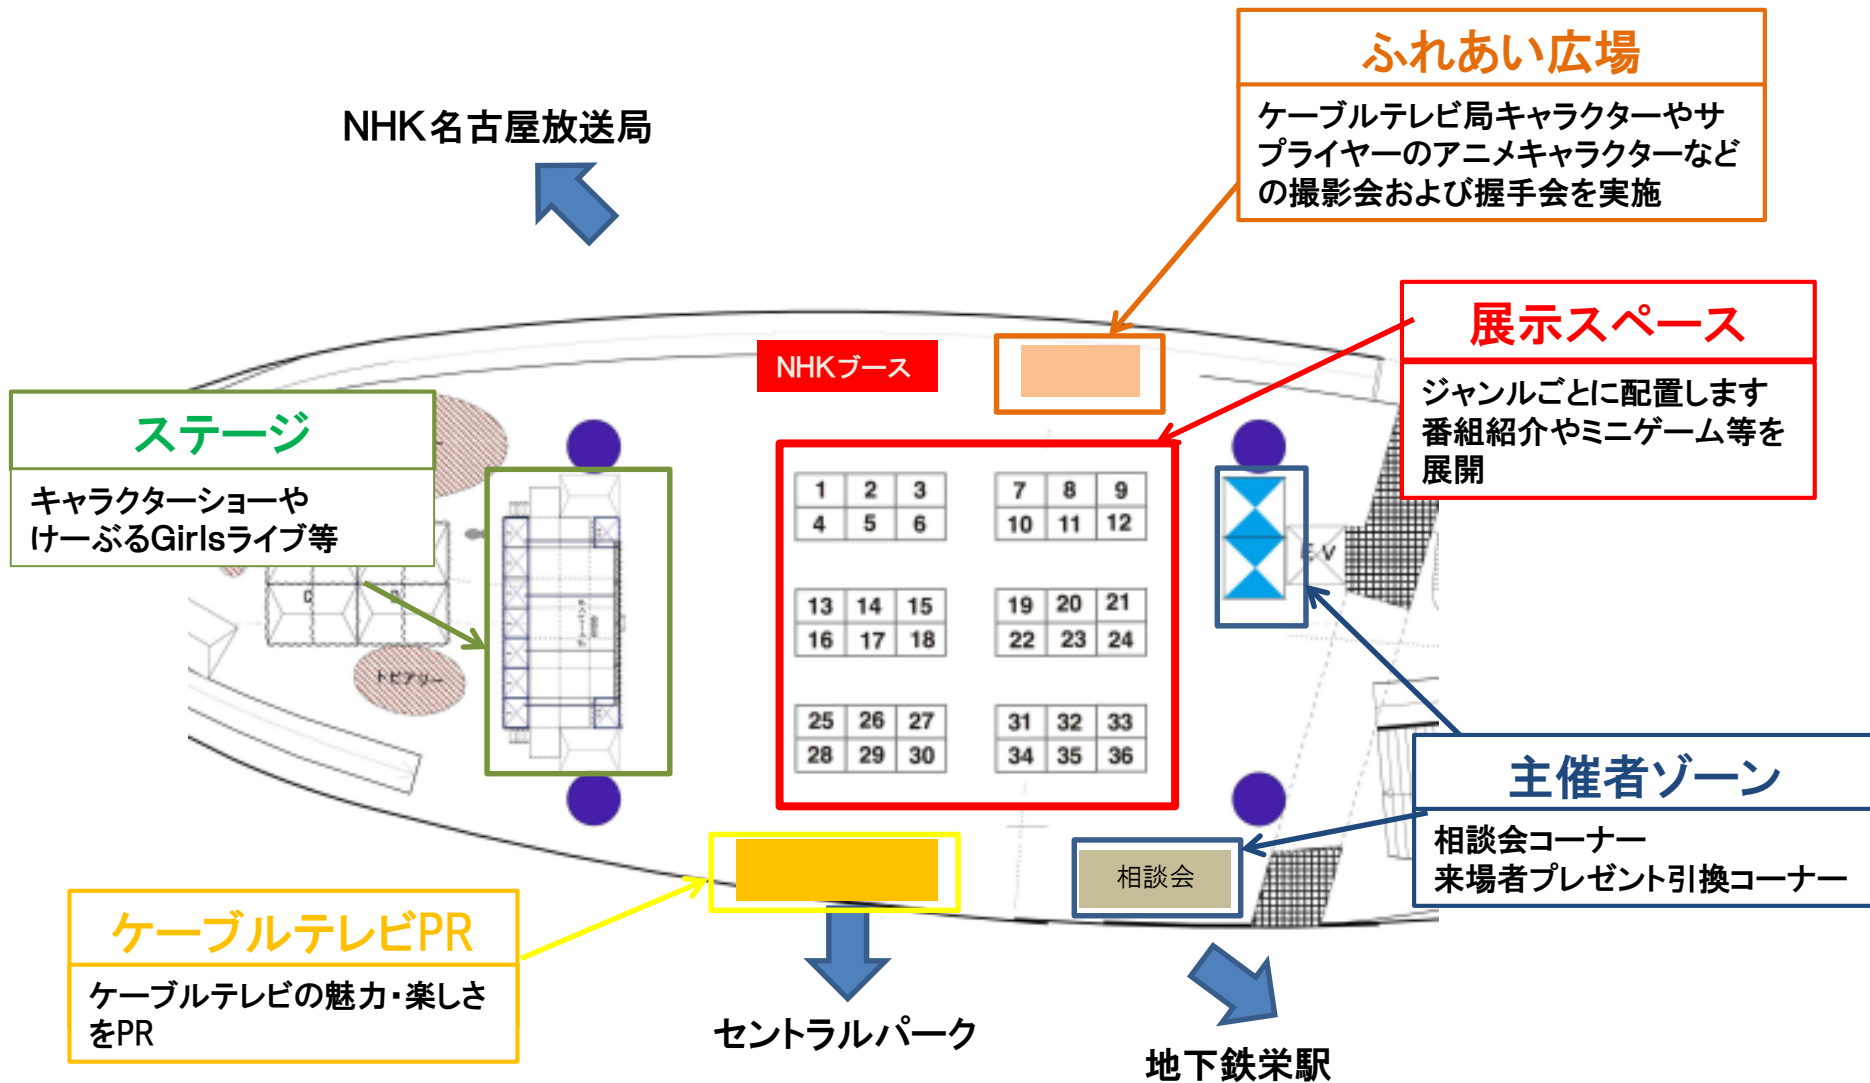 ふれあい広場
ケーブルテレビ局キャラクターやサ
プライヤーのアニメキャラクターなど
の撮影会および握手会を実施
NHK名古屋放送局
展示スペース
ジャンルごとに配置します
番組紹介やミニゲーム等を
展開
NHKブース
ステージ
キャラクターショーや
けーぶるGirlsライブ等
1 2 3
4 5 6
7 8 9
10 11 12
13 14 15
16 17 18
19 20 21
22 23 24
25 26 27
28 29 30
31 32 33
34 35 36
EV
C
トピアリー
主催者ゾーン
相談会コーナー
来場者プレゼント引換コーナー
相談会
ケーブルテレビPR
ケーブルテレビの魅力・楽しさ
をPR
セントラルパーク
地下鉄栄駅